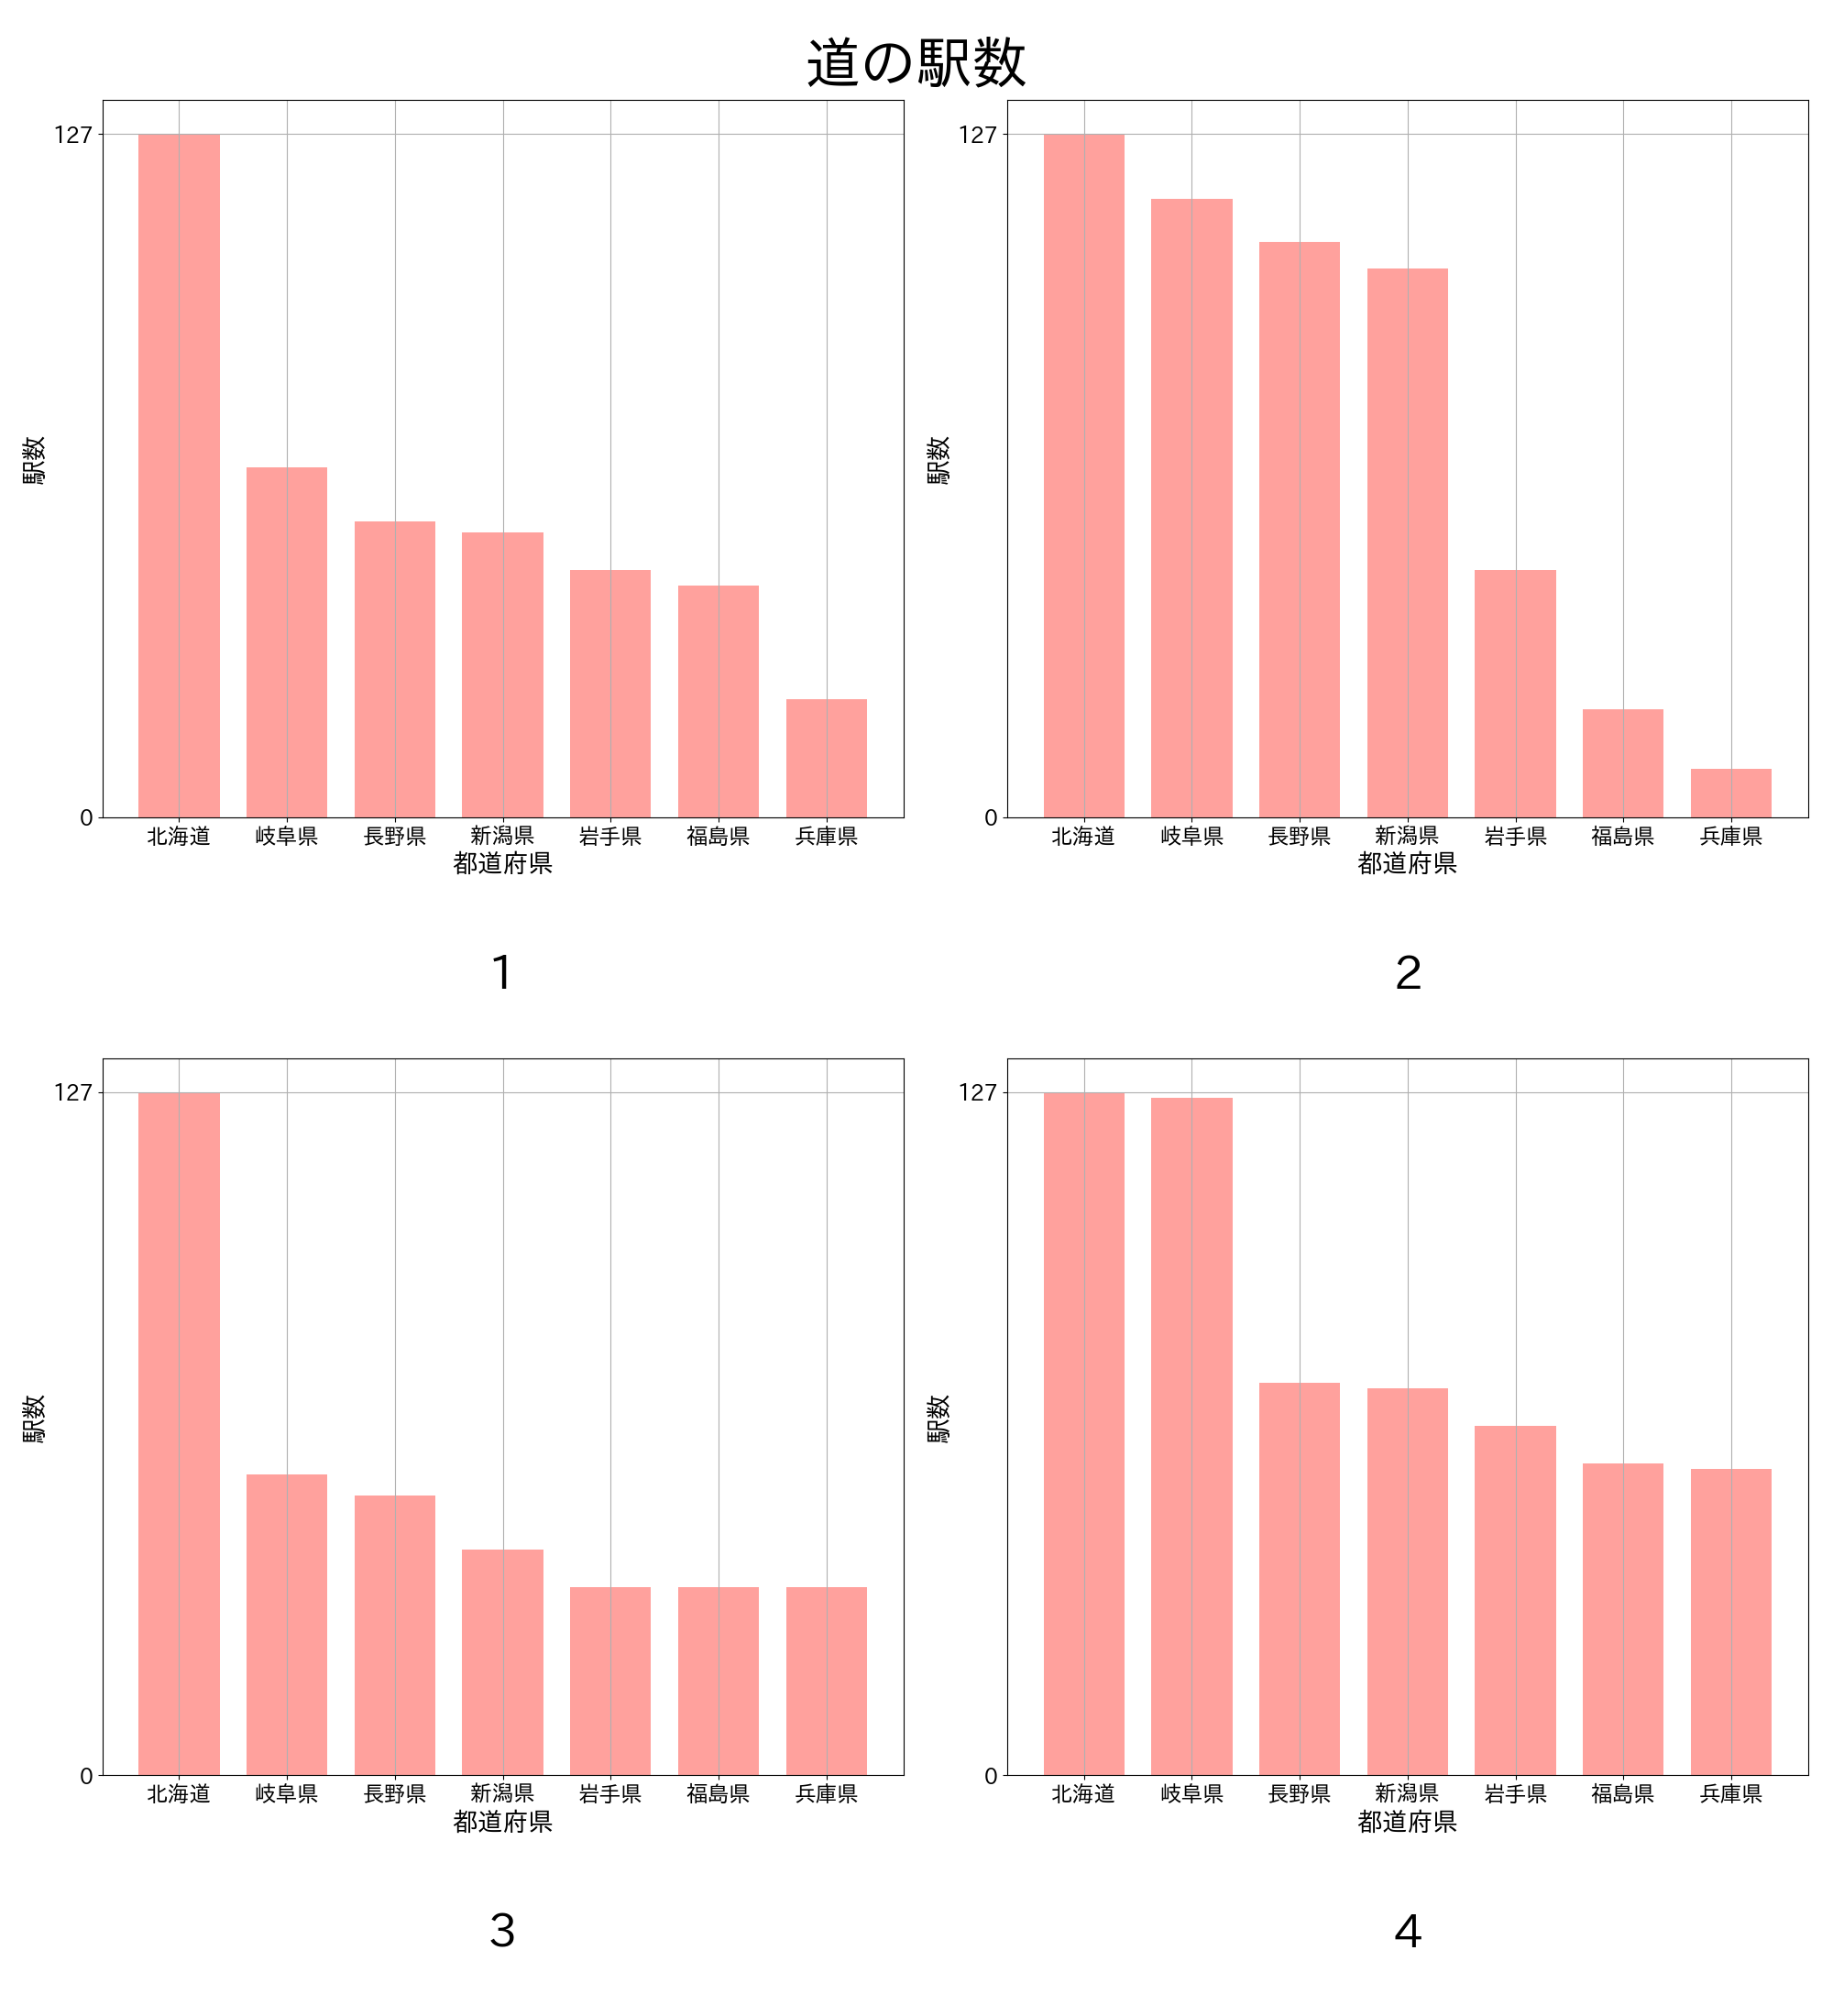 道の駅数
127
0
駅数
北海道 岐阜県 長野県 新潟県 岩手県 福島県 兵庫県
都道府県
1
127
0
駅数
北海道 岐阜県 長野県 新潟県 岩手県 福島県 兵庫県
都道府県
2
127
0
駅数
北海道 岐阜県 長野県 新潟県 岩手県 福島県 兵庫県
都道府県
3
127
0
駅数
北海道 岐阜県 長野県 新潟県 岩手県 福島県 兵庫県
都道府県
4